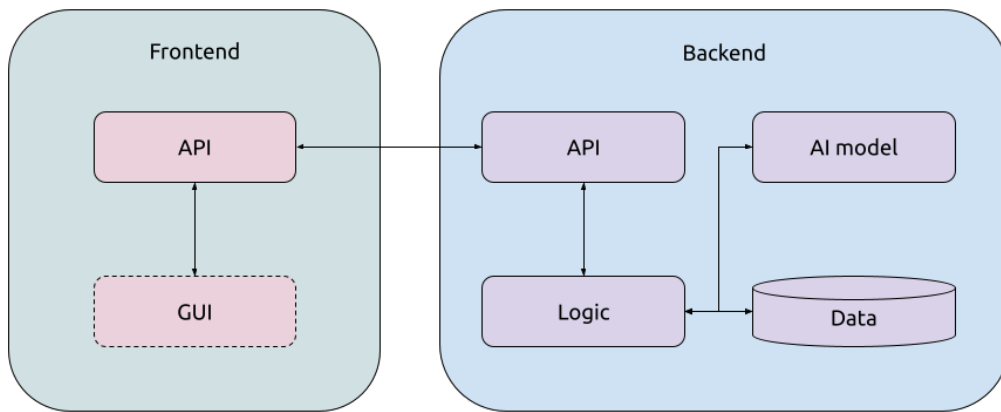 Frontend
API
GUI
Backend
API
AI model
Logic
Data